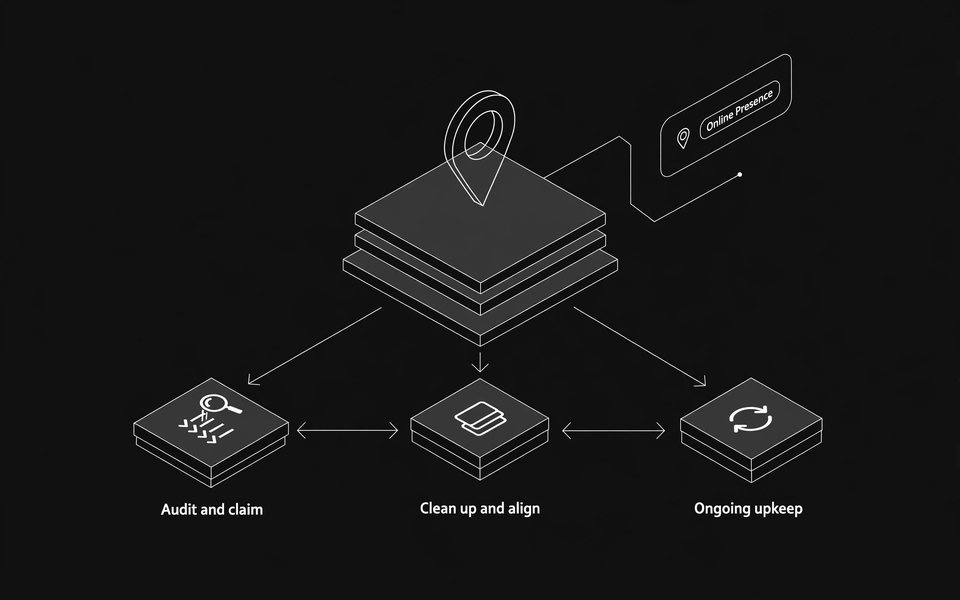 Online Presence
Audit and claim
Clean up and align
Ongoing upkeep